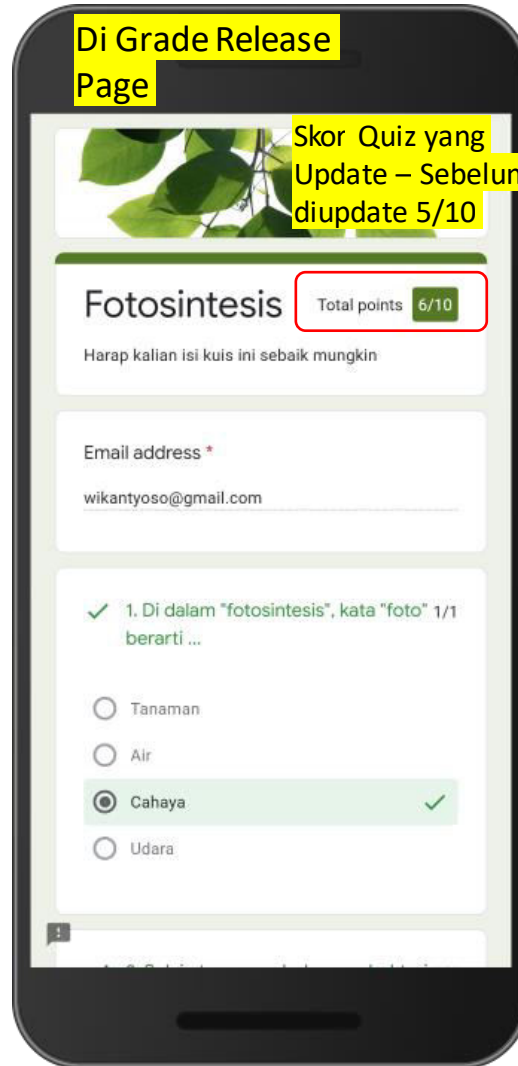 Di Grade Release
Page
Skor Quiz yang
Update – Sebelum
diupdate 5/10
Fotosintesis
Total points 6/10
Harap kalian isi kuis ini sebaik mungkin
Email address *
wikantyoso@gmail.com
1. Di dalam "fotosintesis", kata "foto" 1/1
berarti ...
Tanaman
Air
Cahaya
Udara